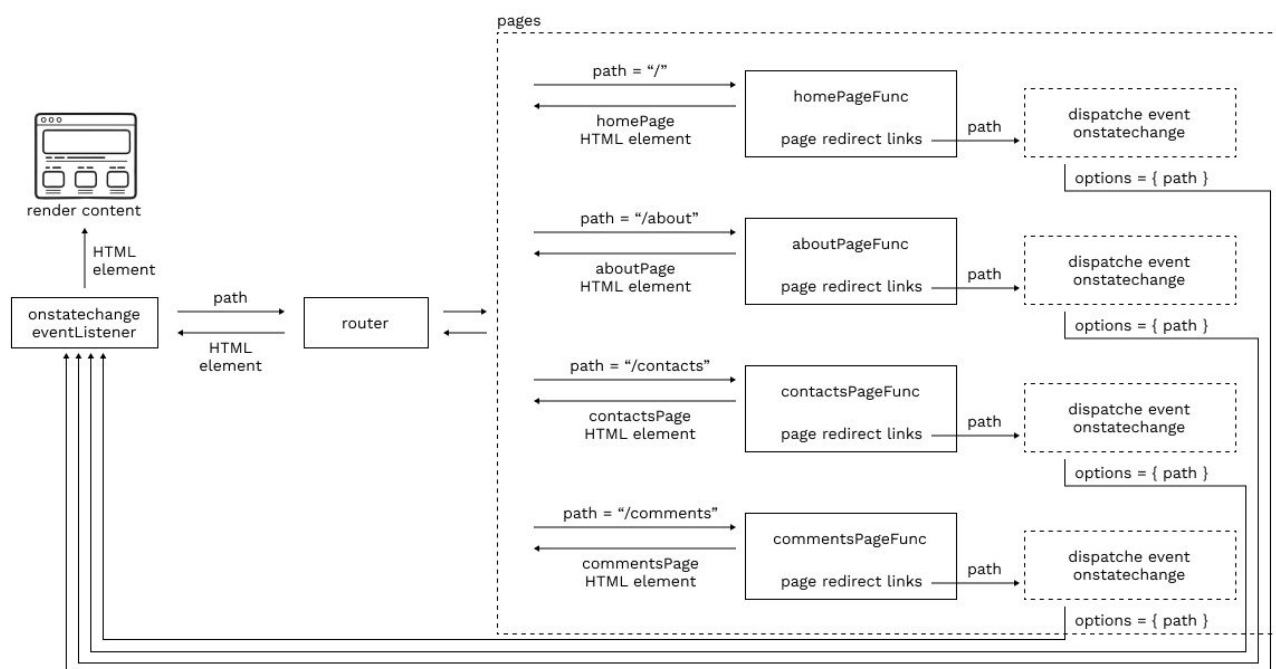 pages
path = “/”
homePage
HTML element
homePageFunc
page redirect links
path
dispatche event
onstatechange
options = { path }
render content
HTML
element
onstatechange
eventListener
path
HTML
element
router
path = “/about”
aboutPage
HTML element
aboutPageFunc
page redirect links
path
dispatche event
onstatechange
options = { path }
path = “/contacts”
contactsPage
HTML element
contactsPageFunc
page redirect links
path
dispatche event
onstatechange
options = { path }
path = “/comments”
commentsPage
HTML element
commentsPageFunc
page redirect links
path
dispatche event
onstatechange
options = { path }